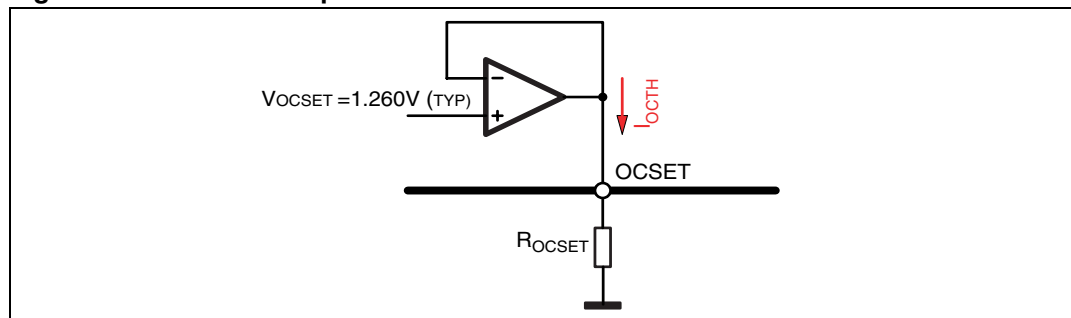 VOCSET =1.260V (TYP)
−
+
IOCTH
OCSET
ROCSET